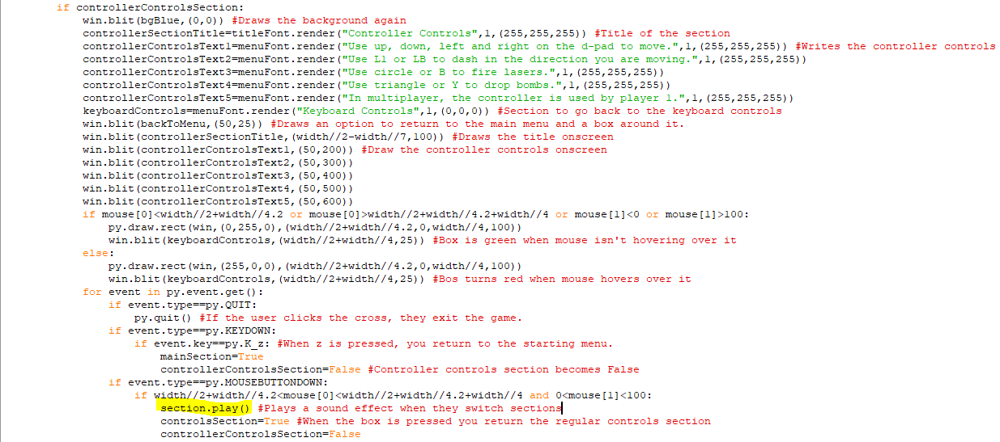 if controllerControlsSection:
win.blit(bgBlue,(0,0)) #Draws the background again
controllerSectionTitle=titleFont.render("Controller Controls",1,(255,255,255)) #Title of the section
controllerControlsText1=menuFont.render("Use up, down, left and right on the d-pad to move.",1,(255,255,255)) #Writes the controller controls
controllerControlsText2=menuFont.render("Use L1 or LB to dash in the direction you are moving.",1,(255,255,255))
controllerControlsText3=menuFont.render("Use circle or B to fire lasers.",1,(255,255,255))
controllerControlsText4=menuFont.render("Use triangle or Y to drop bombs.",1,(255,255,255))
controllerControlsText5=menuFont.render("In multiplayer, the controller is used by player 1.",1,(255,255,255))
keyboardControls=menuFont.render("Keyboard Controls",1,(0,0,0)) #Section to go back to the keyboard controls
win.blit(backToMenu,(50,25)) #Draws an option to return to the main menu and a box around it.
win.blit(controllerSectionTitle,(width//2-width//7,100)) #Draws the title onscreen
win.blit(controllerControlsText1,(50,200)) #Draw the controller controls onscreen
win.blit(controllerControlsText2,(50,300))
win.blit(controllerControlsText3,(50,400))
win.blit(controllerControlsText4,(50,500))
win.blit(controllerControlsText5,(50,600))
if mouse[0]<width//2+width//4.2 or mouse[0]>width//2+width//4.2+width//4 or mouse[1]<0 or mouse[1]>100:
py.draw.rect(win,(0,255,0),(width//2+width//4.2,0,width//4,100))
win.blit(keyboardControls,(width//2+width//4,25)) #Box is green when mouse isn't hovering over it
else:
py.draw.rect(win,(255,0,0),(width//2+width//4.2,0,width//4,100))
win.blit(keyboardControls,(width//2+width//4,25)) #Bos turns red when mouse hovers over it
for event in py.event.get():
if event.type==py.QUIT:
py.quit() #If the user clicks the cross, they exit the game.
if event.type==py.KEYDOWN:
if event.key==py.K_z: #When z is pressed, you return to the starting menu.
mainSection=True
controllerControlsSection=False #Controller controls section becomes False
if event.type==py.MOUSEBUTTONDOWN:
if width//2+width//4.2<mouse[0]<width//2+width//4.2+width//4 and 0<mouse[1]<100:
section.play() #Plays a sound effect when they switch sections
controlsSection=True #When the box is pressed you return the regular controls section
controllerControlsSection=False